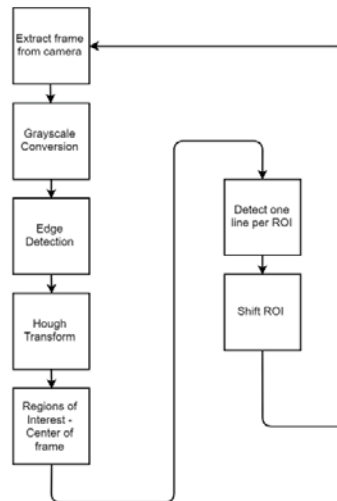 Extract frame
from camera
Grayscale
Conversion
Edge
Detection
Hough
Transform
Regions of
Interest -
Center of
frame
Detect one
line per ROI
Shift ROI